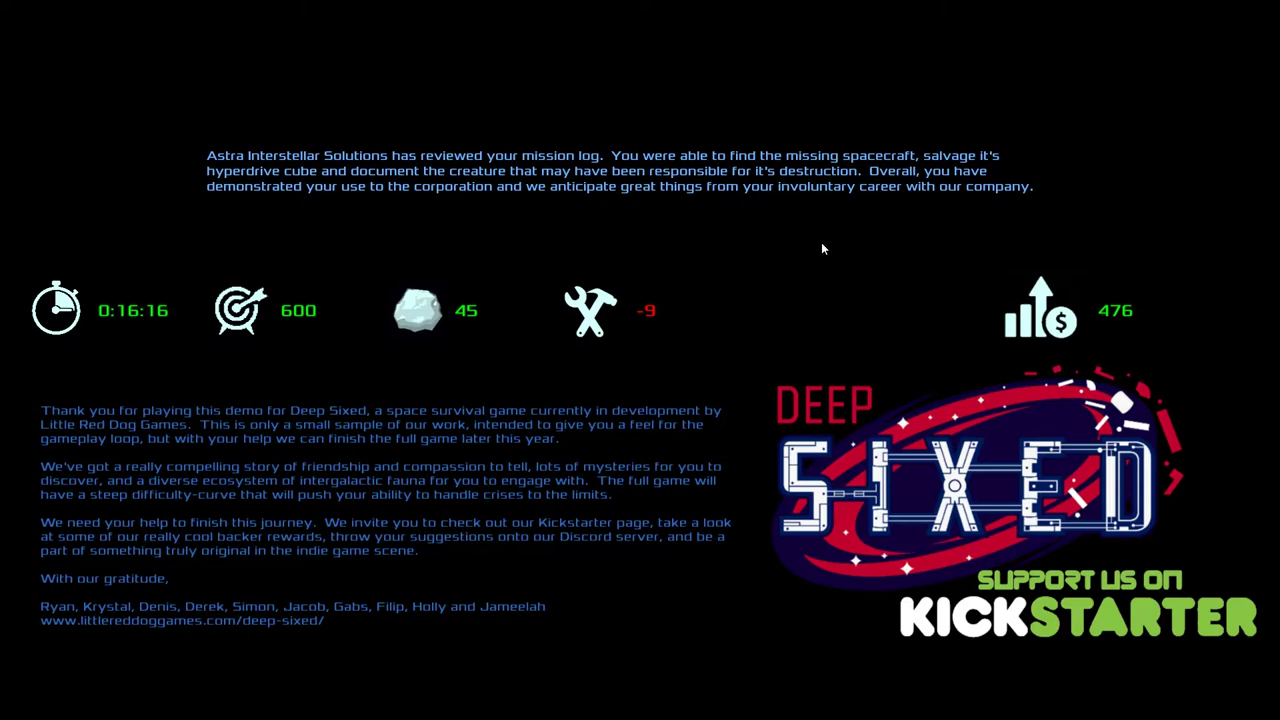 Astra Interstellar Solutions has reviewed your mission log.  You were able to find the missing spacecraft, salvage it's
hyperdrive cube and document the creature that may have been responsible for it's destruction.  Overall, you have
demonstrated your use to the corporation and we anticipate great things from your involuntary career with our company.
0:16:16
600
45
-9
476
Thank you for playing this demo for Deep Sixed, a space survival game currently in development by
Little Red Dog Games.  This is only a small sample of our work, intended to give you a feel for the
gameplay loop, but with your help we can finish the full game later this year.
We've got a really compelling story of friendship and compassion to tell, lots of mysteries for you to
discover, and a diverse ecosystem of intergalactic fauna for you to engage with.  The full game will
have a steep difficulty-curve that will push your ability to handle crises to the limits.
We need your help to finish this journey.  We invite you to check out our Kickstarter page, take a look
at some of our really cool backer rewards, throw your suggestions onto our Discord server, and be a
part of something truly original in the indie game scene.
With our gratitude,
Ryan, Krystal, Denis, Derek, Simon, Jacob, Gabs, Filip, Holly and Jameelah
www.littlereddoggames.com/deep-sixed/
DEEP
SIXED
SUPPORT US ON
KICKSTARTER